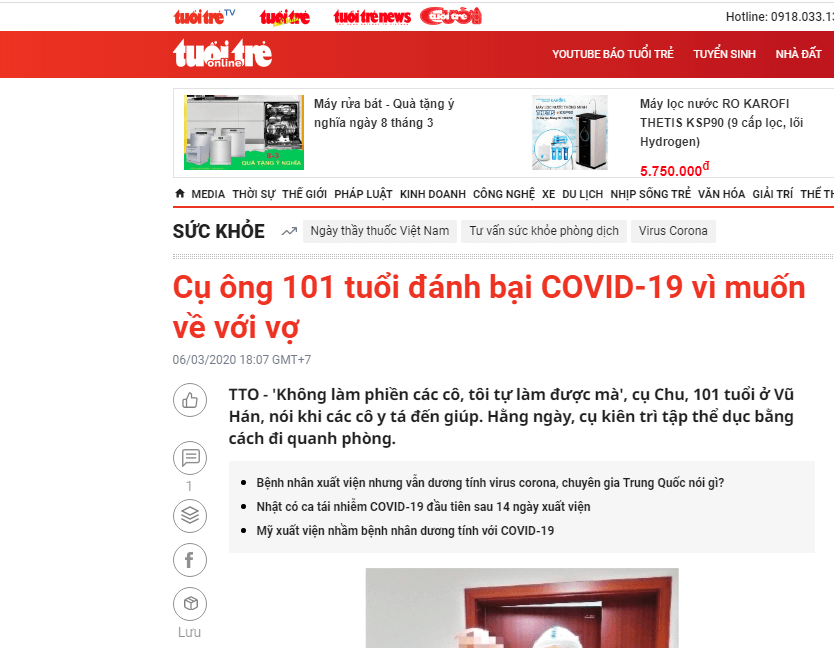 tuổi trẻ TV
tuổi trẻ
tuổi trẻ news
tuổi trẻ Cười
Hotline: 0918.033.13
tuổi trẻ online
YOUTUBE BÁO TUỔI TRẺ
TUYỂN SINH
NHÀ ĐẤT
QUÀ TẶNG Ý NGHĨA
Máy rửa bát - Quà tặng ý
nghĩa ngày 8 tháng 3
Máy lọc nước RO KAROFI
THETIS KSP90 (9 cấp lọc, lõi
Hydrogen)
5.750.000đ
MEDIA THỜI SỰ THẾ GIỚI PHÁP LUẬT KINH DOANH CÔNG NGHỆ XE DU LỊCH NHỊP SỐNG TRẺ VĂN HÓA GIẢI TRÍ THỂ TH
SỨC KHỎE
Ngày thầy thuốc Việt Nam
Tư vấn sức khỏe phòng dịch
Virus Corona
Cụ ông 101 tuổi đánh bại COVID-19 vì muốn
về với vợ
06/03/2020 18:07 GMT+7
TTO - 'Không làm phiền các cô, tôi tự làm được mà', cụ Chu, 101 tuổi ở Vũ
Hán, nói khi các cô y tá đến giúp. Hằng ngày, cụ kiên trì tập thể dục bằng
cách đi quanh phòng.
1
Bệnh nhân xuất viện nhưng vẫn dương tính virus corona, chuyên gia Trung Quốc nói gì?
Nhật có ca tái nhiễm COVID-19 đầu tiên sau 14 ngày xuất viện
Mỹ xuất viện nhầm bệnh nhân dương tính với COVID-19
Lưu